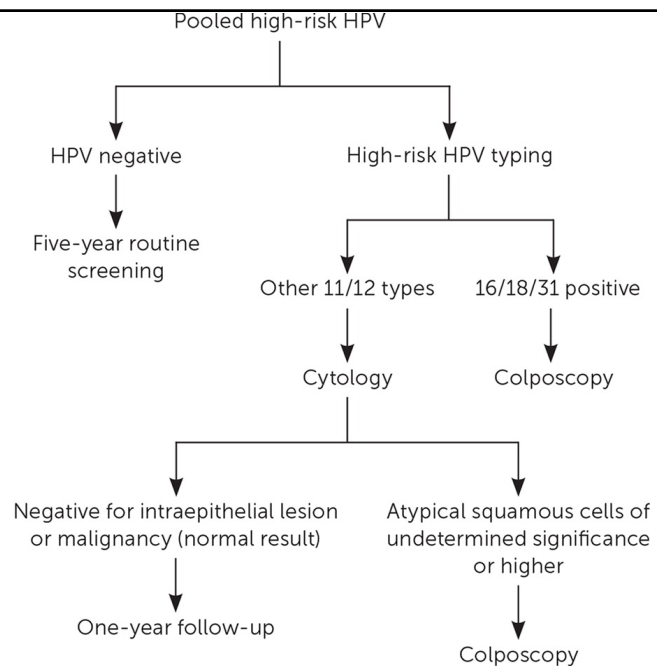 Pooled high-risk HPV
HPV negative
High-risk HPV typing
Five-year routine
screening
Other 11/12 types
16/18/31 positive
Cytology
Colposcopy
Negative for intraepithelial lesion
or malignancy (normal result)
Atypical squamous cells of
undetermined significance
or higher
One-year follow-up
Colposcopy